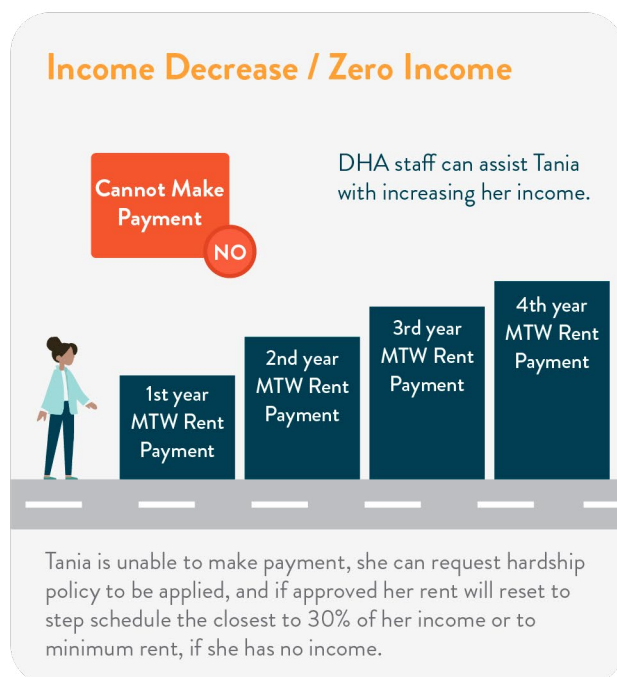 Income Decrease / Zero Income
Cannot Make
Payment
NO
DHA staff can assist Tania
with increasing her income.
1st year
MTW Rent
Payment
2nd year
MTW Rent
Payment
3rd year
MTW Rent
Payment
4th year
MTW Rent
Payment
Tania is unable to make payment, she can request hardship
policy to be applied, and if approved her rent will reset to
step schedule the closest to 30% of her income or to
minimum rent, if she has no income.